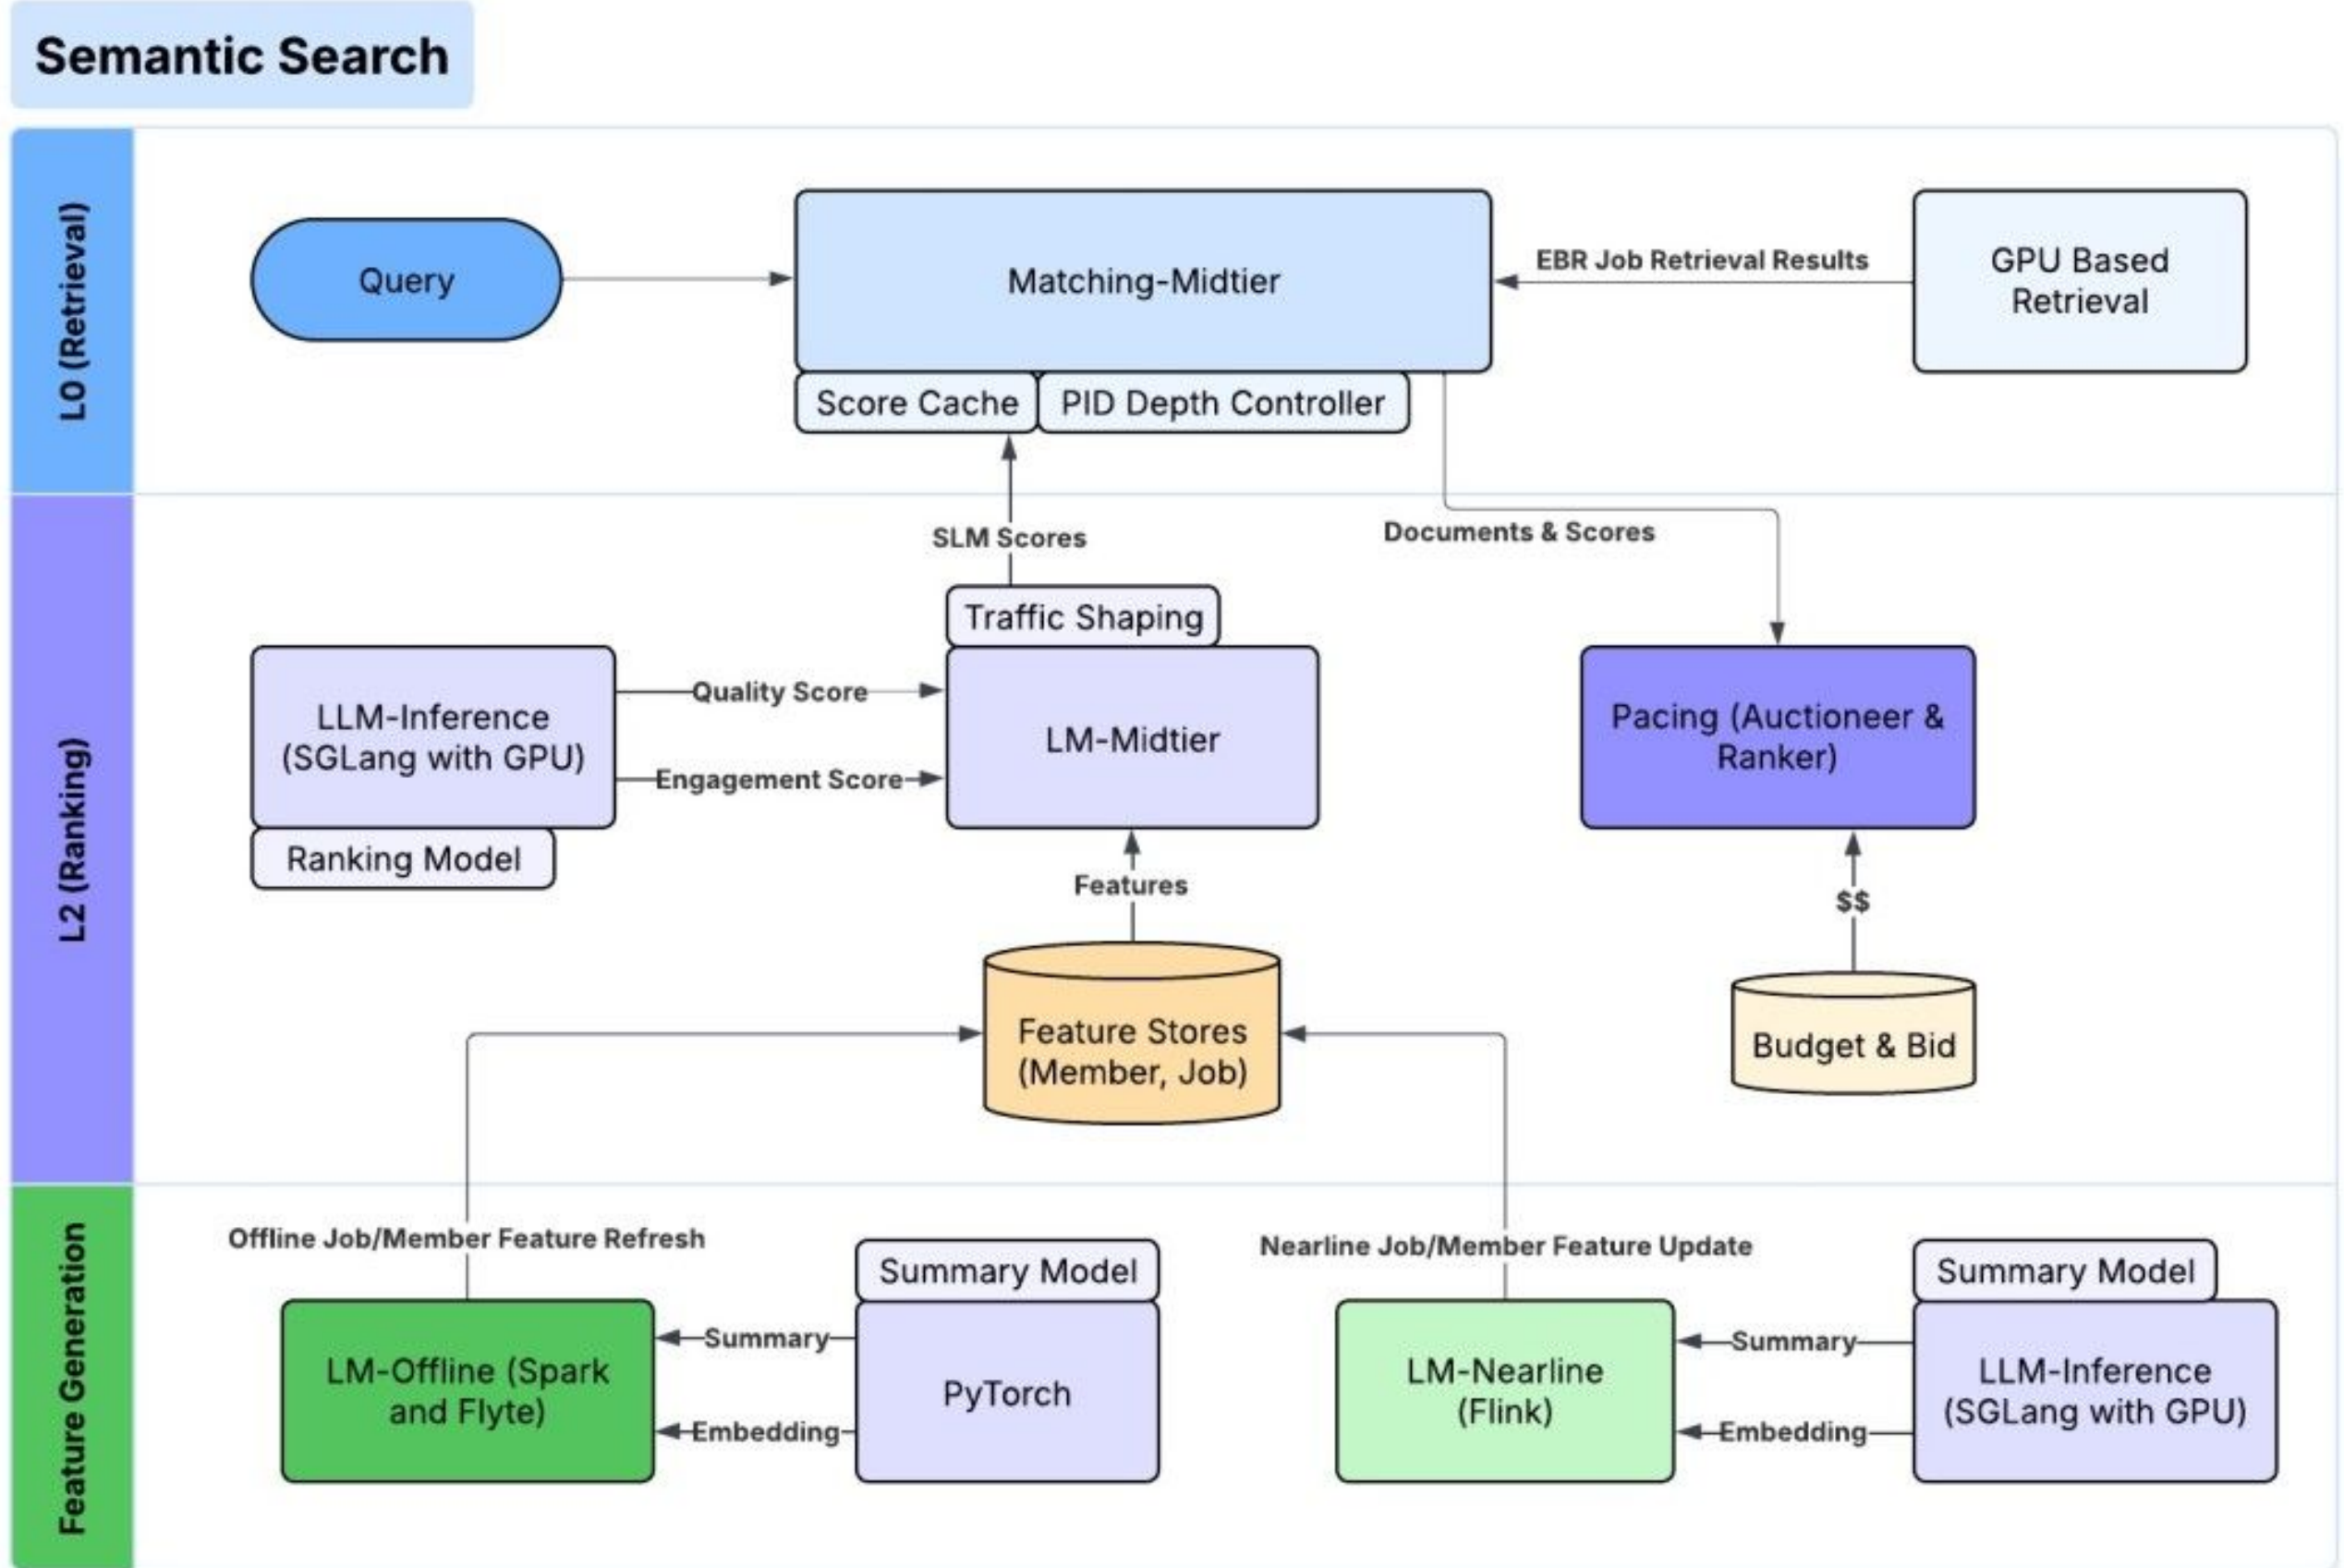 Semantic Search
L0 (Retrieval)
Query
Matching-Midtier
EBR Job Retrieval Results
GPU Based
Retrieval
Score Cache
PID Depth Controller
L2 (Ranking)
SLM Scores
Documents & Scores
Traffic Shaping
LLM-Inference
(SGLang with GPU)
Quality Score
Engagement Score
LM-Midtier
Pacing (Auctioneer &
Ranker)
Ranking Model
Features
$$
Feature Stores
(Member, Job)
Budget & Bid
Feature Generation
Offline Job/Member Feature Refresh
Nearline Job/Member Feature Update
Summary Model
Summary Model
LM-Offline (Spark
and Flyte)
Summary
Embedding
PyTorch
LM-Nearline
(Flink)
Summary
Embedding
LLM-Inference
(SGLang with GPU)